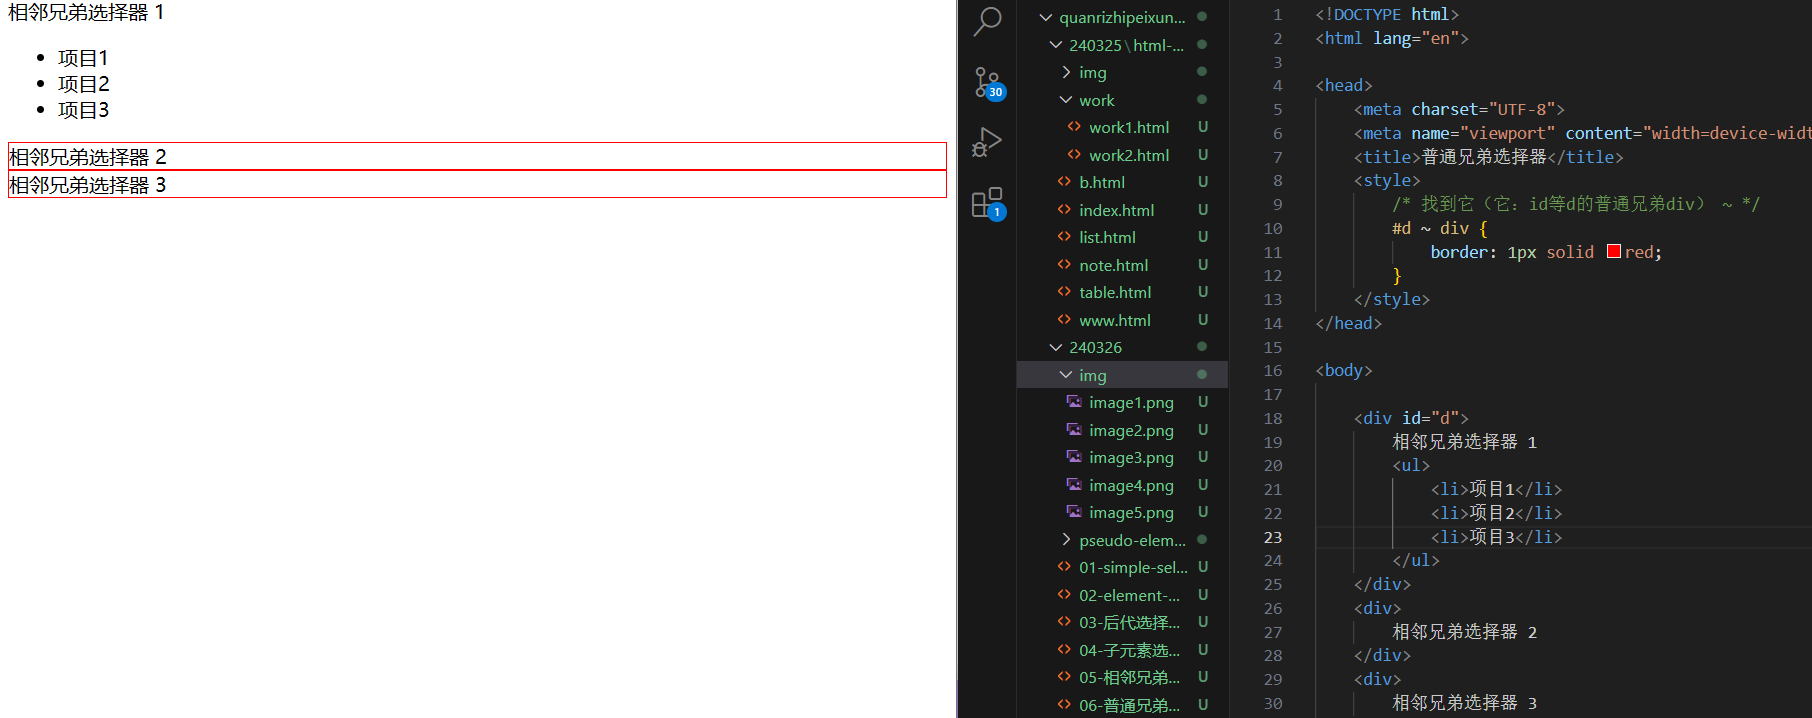 相邻兄弟选择器 1
项目1
项目2
项目3
相邻兄弟选择器 2
相邻兄弟选择器 3
30
1
quanrizhipeixun...
240325\html-...
img
work
work1.html U
work2.html U
b.html U
index.html U
list.html U
note.html U
table.html U
www.html U
240326
img
image1.png U
image2.png U
image3.png U
image4.png U
image5.png U
pseudo-elem...
01-simple-sel... U
02-element-... U
03-后代选择... U
04-子元素选... U
05-相邻兄弟... U
06-普通兄弟... U
1 <!DOCTYPE html>
2 <html lang="en">
3
4 <head>
5 <meta charset="UTF-8">
6 <meta name="viewport" content="width=device-widt
7 <title>普通兄弟选择器</title>
8 <style>
9 /* 找到它（它：id等d的普通兄弟div） ~ */
10 #d ~ div {
11 border: 1px solid red;
12 }
13 </style>
14 </head>
15
16 <body>
17
18 <div id="d">
19 相邻兄弟选择器 1
20 <ul>
21 <li>项目1</li>
22 <li>项目2</li>
23 <li>项目3</li>
24 </ul>
25 </div>
26 <div>
27 相邻兄弟选择器 2
28 </div>
29 <div>
30 相邻兄弟选择器 3